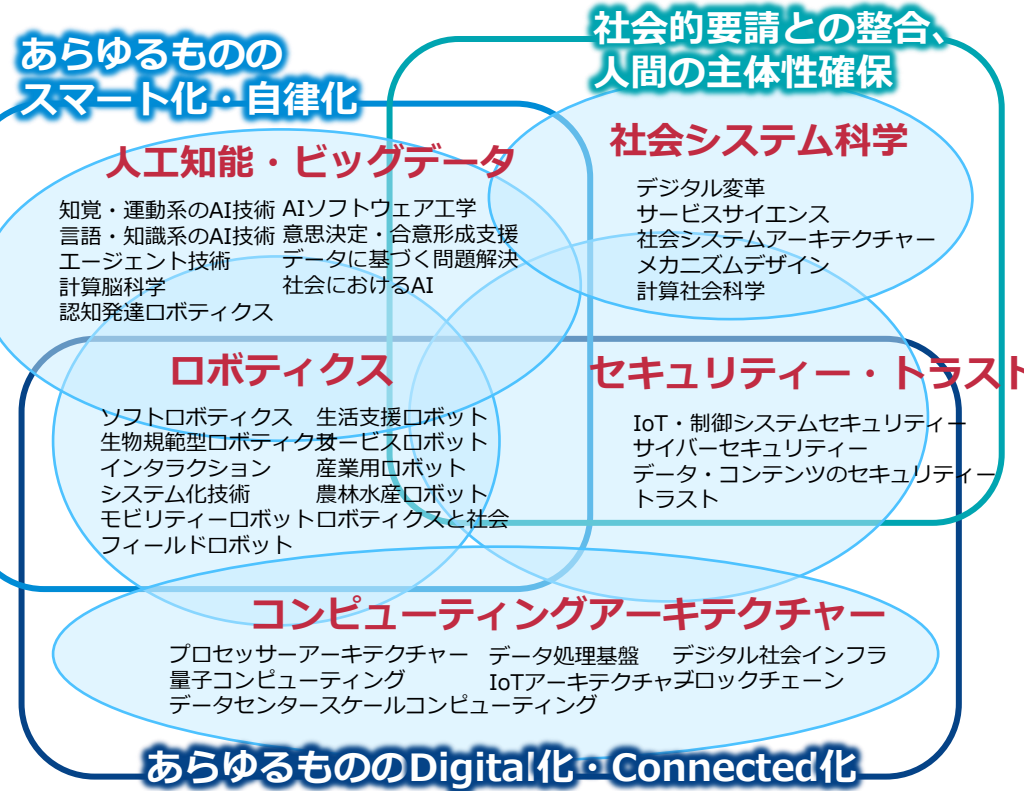 あらゆるものの
スマート化・自律化
社会的要請との整合、
人間の主体性確保
人工知能・ビッグデータ
知覚・運動系のAI技術
言語・知識系のAI技術
エージェント技術
計算脳科学
認知発達ロボティクス
AIソフトウェア工学
意思決定・合意形成支援
データに基づく問題解決
社会におけるAI
社会システム科学
デジタル変革
サービスサイエンス
社会システムアーキテクチャー
メカニズムデザイン
計算社会科学
ロボティクス
ソフトロボティクス
生物規範型ロボティクス
インタラクション
システム化技術
モビリティーロボット
フィールドロボット
生活支援ロボット
サービスロボット
産業用ロボット
農林水産ロボット
ロボティクスと社会
セキュリティー・トラスト
IoT・制御システムセキュリティー
サイバーセキュリティー
データ・コンテンツのセキュリティー
トラスト
コンピューティングアーキテクチャー
プロセッサーアーキテクチャー
量子コンピューティング
データセンタースケールコンピューティング
データ処理基盤
IoTアーキテクチャー
デジタル社会インフラ
ブロックチェーン
あらゆるもののDigital化・Connected化